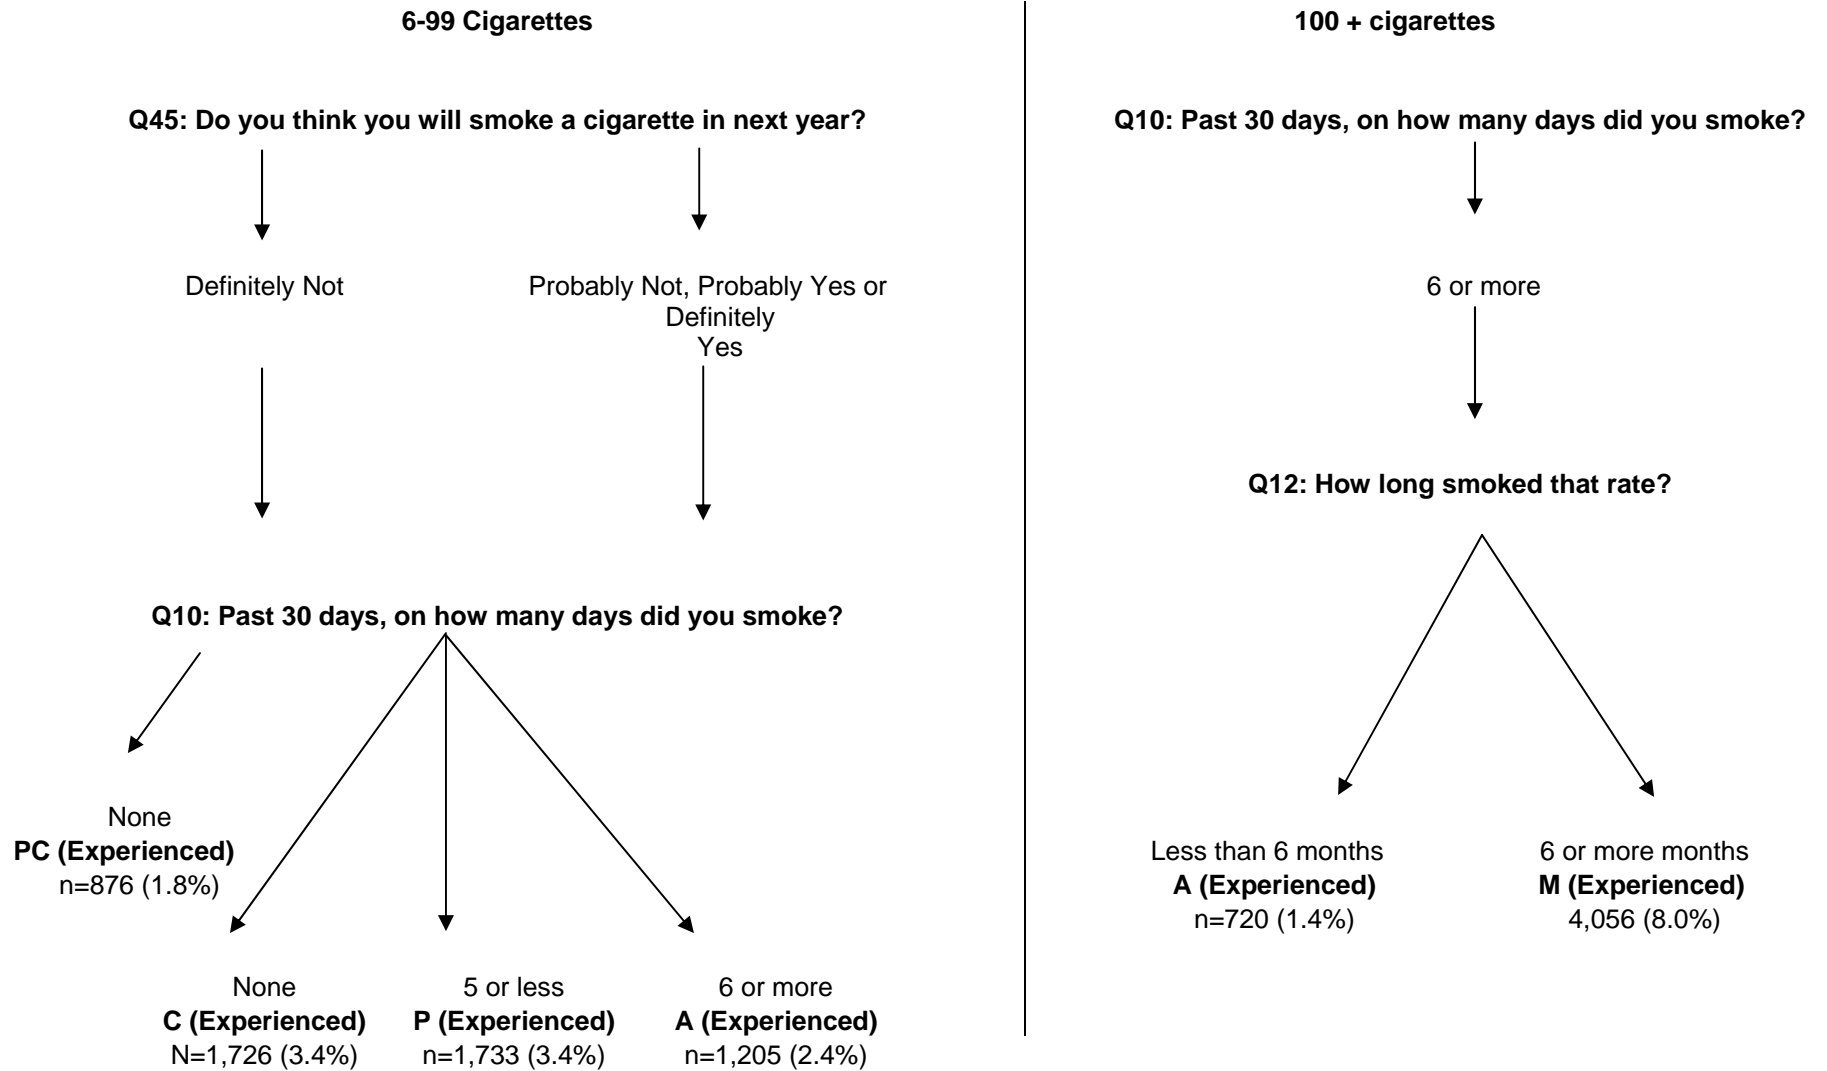 6-99 Cigarettes
Q45: Do you think you will smoke a cigarette in next year?
Definitely Not
Probably Not, Probably Yes or
Definitely
Yes
Q10: Past 30 days, on how many days did you smoke?
None
PC (Experienced)
n=876 (1.8%)
None
C (Experienced)
N=1,726 (3.4%)
5 or less
P (Experienced)
n=1,733 (3.4%)
6 or more
A (Experienced)
n=1,205 (2.4%)
100 + cigarettes
Q10: Past 30 days, on how many days did you smoke?
6 or more
Q12: How long smoked that rate?
Less than 6 months
A (Experienced)
n=720 (1.4%)
6 or more months
M (Experienced)
4,056 (8.0%)